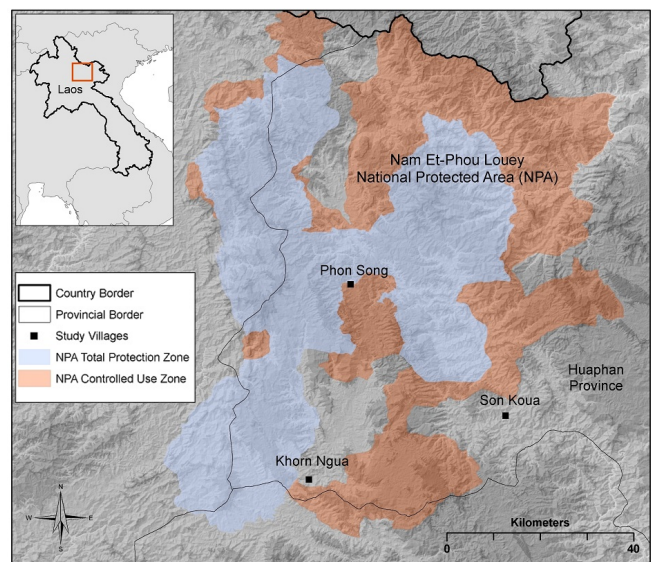 Laos
Nam Et-Phou Louey
National Protected Area (NPA)
Phon Song
Country Border
Provincial Border
Study Villages
NPA Total Protection Zone
NPA Controlled Use Zone
Huaphan
Province
Son Koua
Khorn Ngua
N
W E
S
Kilometers
0 40